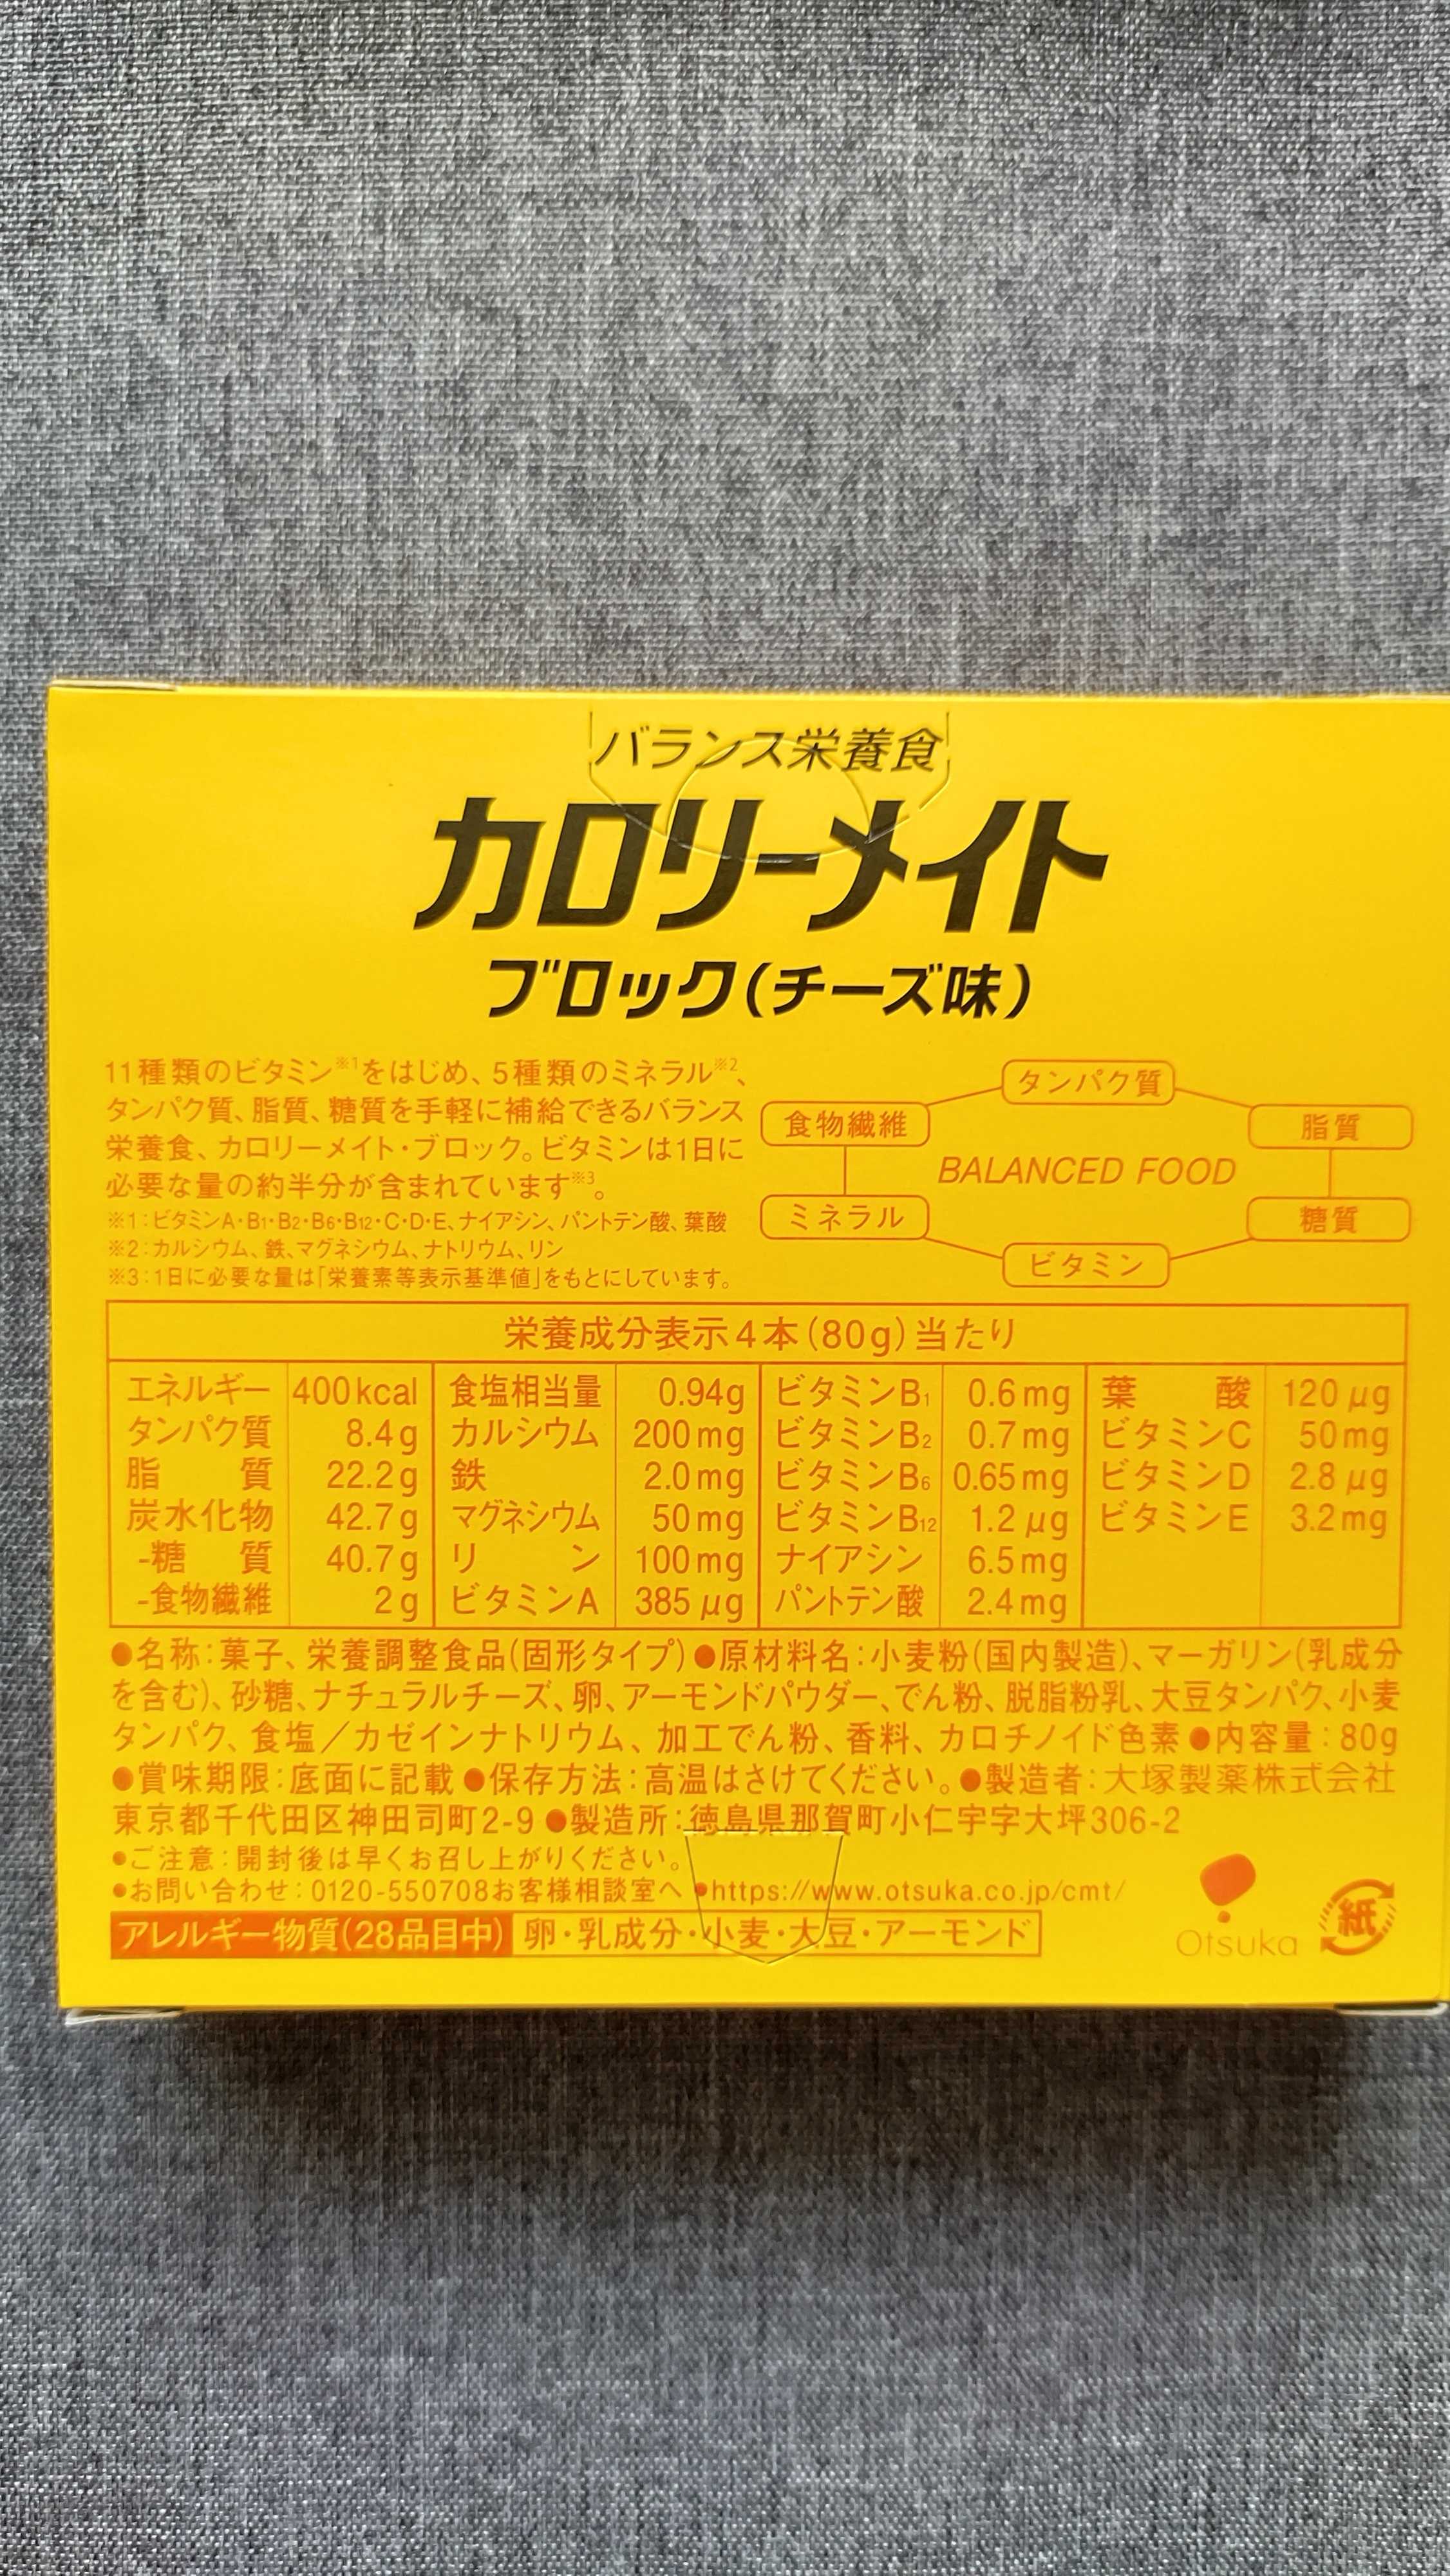 バランス栄養食
カロリーメイト
ブロック(チーズ味)
11種類のビタミン※1をはじめ、5種類のミネラル※2、
タンパク質、脂質、糖質を手軽に補給できるバランス
栄養食、カロリーメイト・ブロック。ビタミンは1日に
必要な量の約半分が含まれています※3。
※1:ビタミンA・B1・B2・B6・B12・C・D・E、ナイアシン、パントテン酸、葉酸
※2:カルシウム、鉄、マグネシウム、ナトリウム、リン
※3:1日に必要な量は「栄養素等表示基準値」をもとにしています。
タンパク質
食物繊維
脂質
BALANCED FOOD
ミネラル
糖質
ビタミン
栄養成分表示4本(80g)当たり
エネルギー 400kcal 食塩相当量 0.94g ビタミンB1 0.6mg 葉酸 120μg
タンパク質 8.4g カルシウム 200mg ビタミンB2 0.7mg ビタミンC 50mg
脂質 22.2g 鉄 2.0mg ビタミンB6 0.65mg ビタミンD 2.8μg
炭水化物 42.7g マグネシウム 50mg ビタミンB12 1.2μg ビタミンE 3.2mg
-糖質 40.7g リン 100mg ナイアシン 6.5mg
-食物繊維 2g ビタミンA 385μg パントテン酸 2.4mg
●名称:菓子、栄養調整食品(固形タイプ)●原材料名:小麦粉(国内製造)、マーガリン(乳成分
を含む)、砂糖、ナチュラルチーズ、卵、アーモンドパウダー、でん粉、脱脂粉乳、大豆タンパク、小麦
タンパク、食塩/カゼインナトリウム、加工でん粉、香料、カロチノイド色素●内容量:80g
●賞味期限:底面に記載●保存方法:高温はさけてください。●製造者:大塚製薬株式会社
東京都千代田区神田司町2-9●製造所:徳島県那賀町小仁宇字大坪306-2
●ご注意:開封後は早くお召し上がりください。
●お問い合わせ:0120-550708お客様相談室へ●https://www.otsuka.co.jp/cmt/
アレルギー物質(28品目中) 卵・乳成分・小麦・大豆・アーモンド
Otsuka
紙